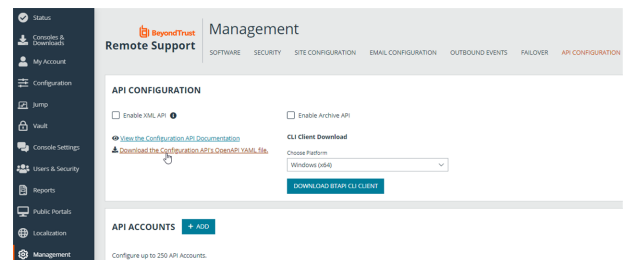 Status
Consoles &
Downloads
My Account
Configuration
Jump
Vault
Console Settings
Users & Security
Reports
Public Portals
Localization
Management
BeyondTrust
Remote Support
Management
SOFTWARE SECURITY SITE CONFIGURATION EMAIL CONFIGURATION OUTBOUND EVENTS FAILOVER API CONFIGURATION
API CONFIGURATION
Enable XML API
Enable Archive API
View the Configuration API Documentation
Download the Configuration API's OpenAPI YAML file.
CLI Client Download
Choose Platform
Windows (x64)
DOWNLOAD BTAPI CLI CLIENT
API ACCOUNTS
+ ADD
Configure up to 250 API Accounts.